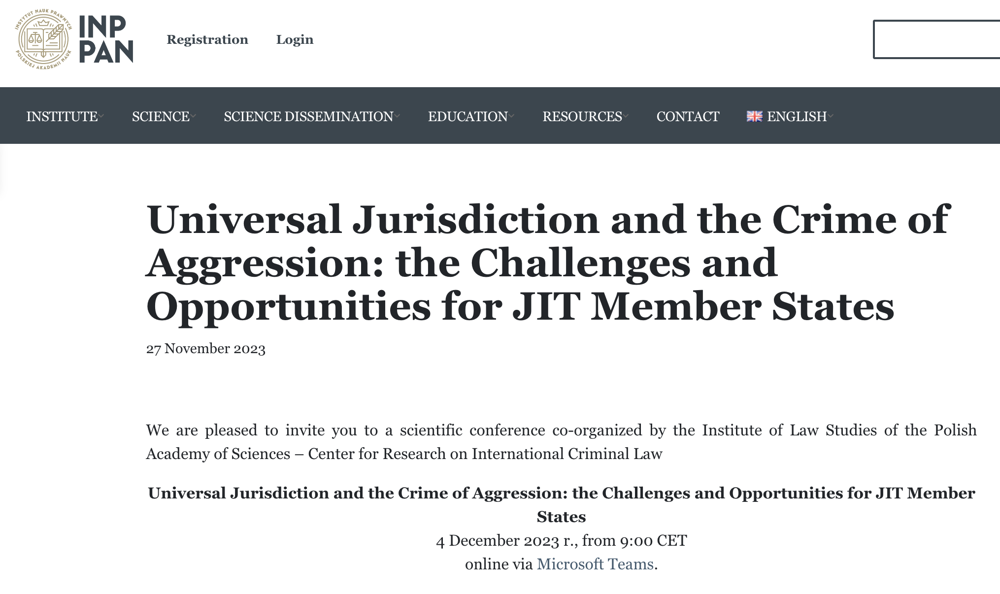 INSTYTUT NAUK PRAWNYCH
POLSKIEJ AKADEMII NAUK
INP
PAN
Registration
Login
INSTITUTE
SCIENCE
SCIENCE DISSEMINATION
EDUCATION
RESOURCES
CONTACT
ENGLISH
Universal Jurisdiction and the Crime of
Aggression: the Challenges and
Opportunities for JIT Member States
27 November 2023
We are pleased to invite you to a scientific conference co-organized by the Institute of Law Studies of the Polish
Academy of Sciences – Center for Research on International Criminal Law
Universal Jurisdiction and the Crime of Aggression: the Challenges and Opportunities for JIT Member
States
4 December 2023 r., from 9:00 CET
online via Microsoft Teams.